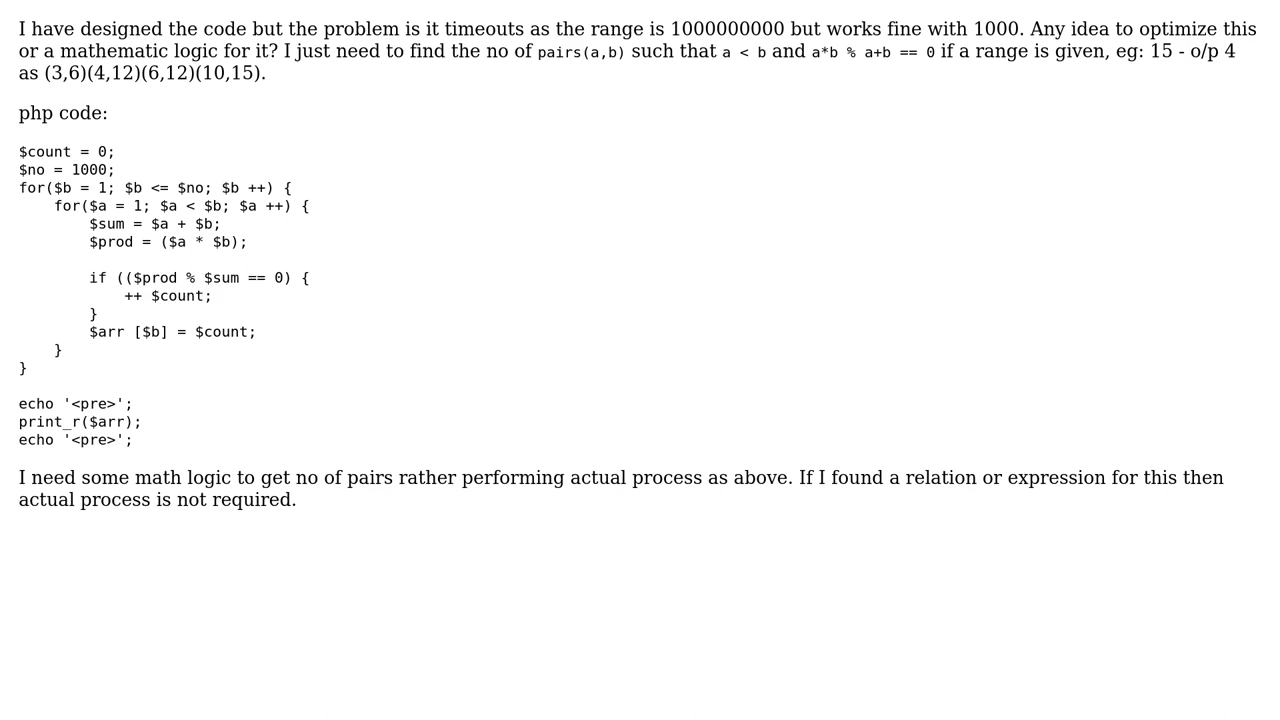 I have designed the code but the problem is it timeouts as the range is 1000000000 but works fine with 1000. Any idea to optimize this
or a mathematic logic for it? I just need to find the no of pairs(a,b) such that a < b and a*b % a+b == 0 if a range is given, eg: 15 - o/p 4
as (3,6)(4,12)(6,12)(10,15).
php code:
$count = 0;
$no = 1000;
for($b = 1; $b <= $no; $b ++) {
    for($a = 1; $a < $b; $a ++) {
        $sum = $a + $b;
        $prod = ($a * $b);
        if (($prod % $sum == 0) {
            ++ $count;
        }
        $arr [$b] = $count;
    }
}
echo '<pre>';
print_r($arr);
echo '<pre>';
I need some math logic to get no of pairs rather performing actual process as above. If I found a relation or expression for this then
actual process is not required.